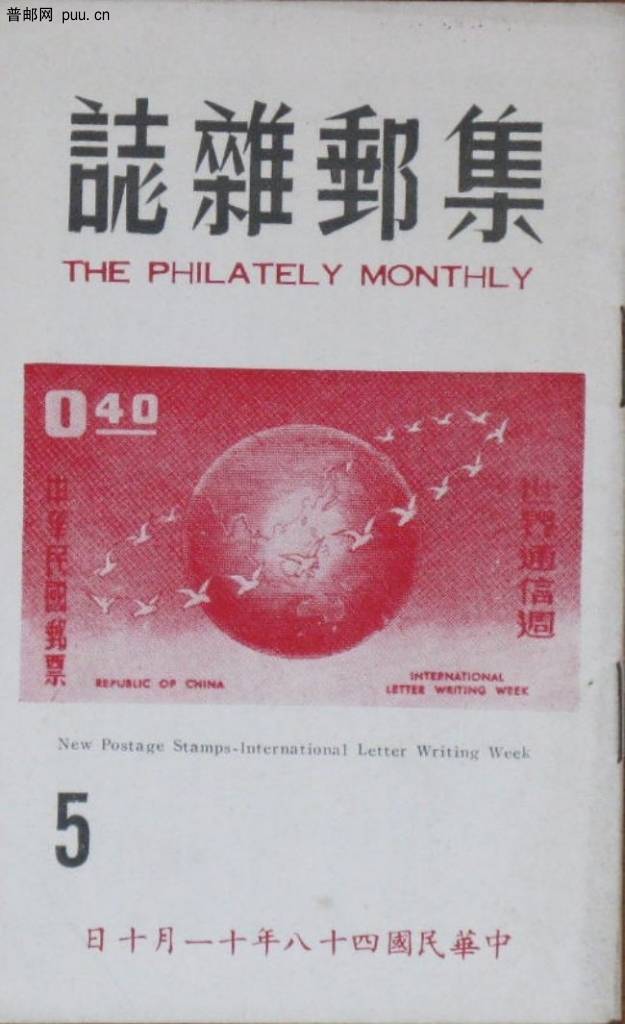 普邮网 puu.cn
集郵雜誌
THE PHILATELY MONTHLY
0 40
中華民國郵票
世界通信週
REPUBLIC OF CHINA
INTERNATIONAL
LETTER WRITING WEEK
New Postage Stamps-International Letter Writing Week
5
中華民國四十八年十一月十日